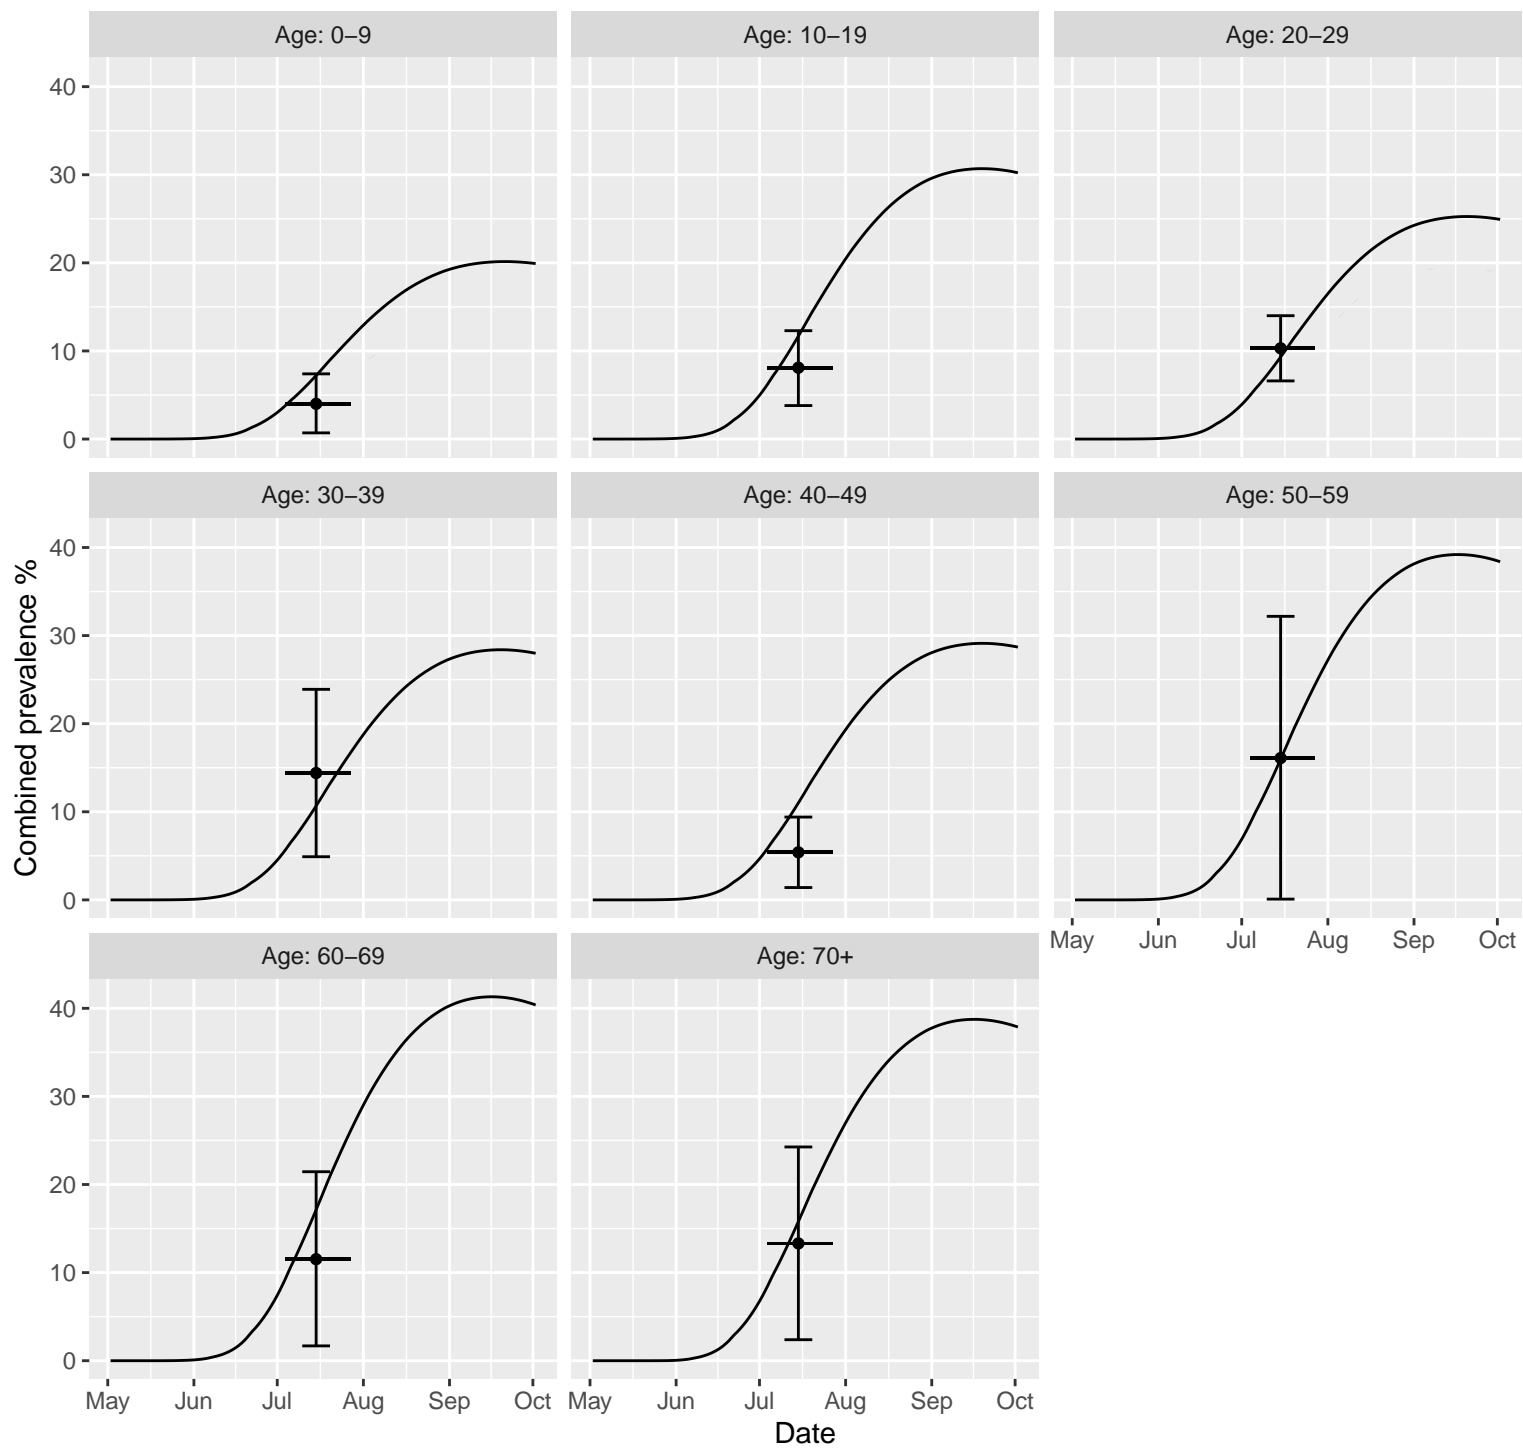 Age: 0–9
Age: 10–19
Age: 20–29
40
30
20
10
0
Age: 30–39
Age: 40–49
Age: 50–59
40
30
20
10
0
Combined prevalence %
May Jun Jul Aug Sep Oct
Age: 60–69
Age: 70+
40
30
20
10
0
May Jun Jul Aug Sep Oct
May Jun Jul Aug Sep Oct
Date